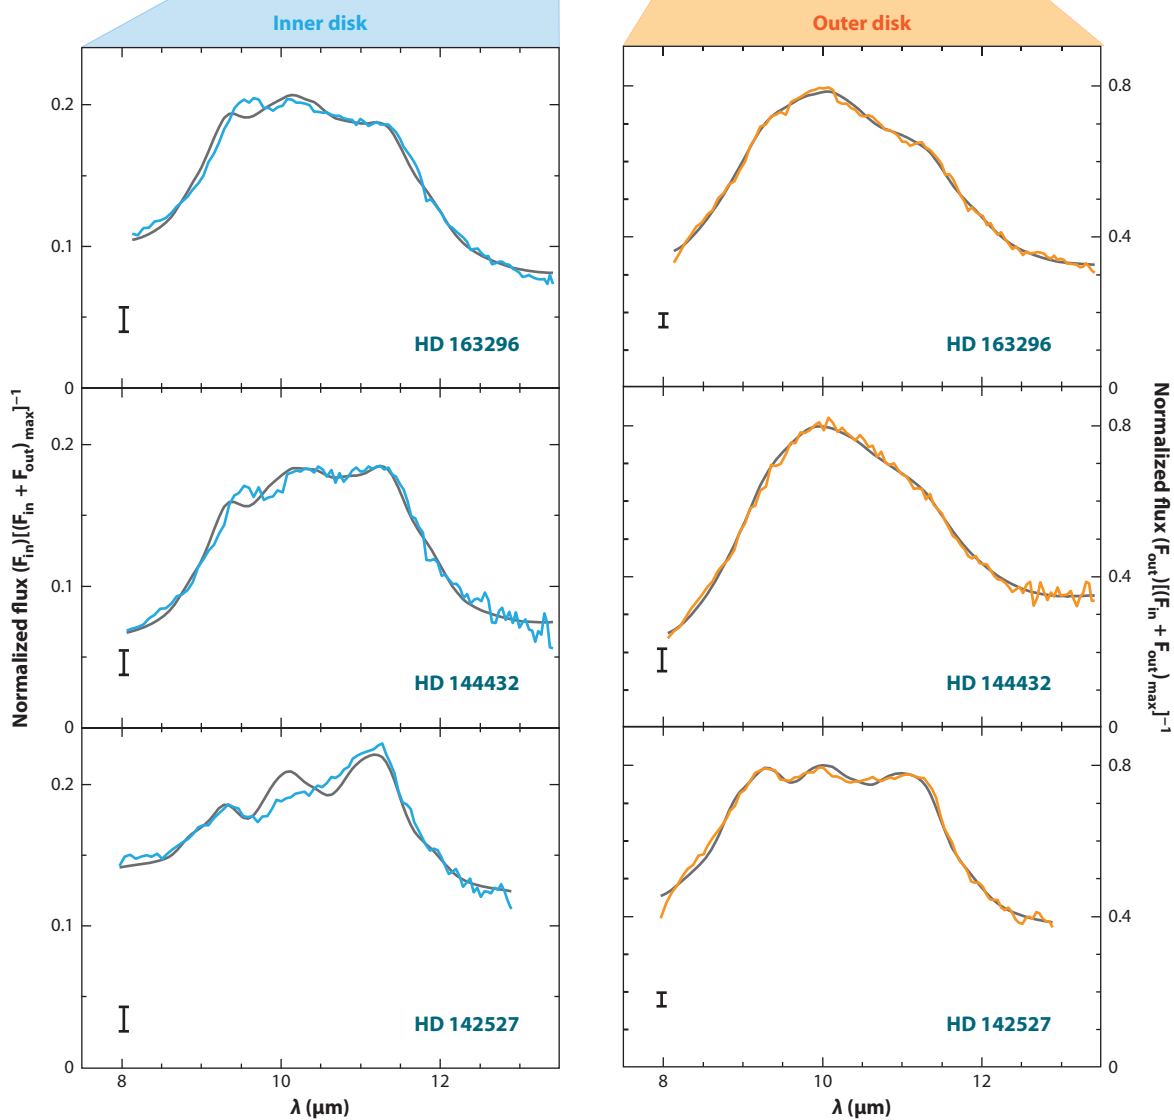 Inner disk
Outer disk
0.2
0.1
0
HD 163296
0.8
0.4
0
HD 163296
0.2
0.1
0
HD 144432
0.8
0.4
0
HD 144432
0.2
0.1
0
HD 142527
0.8
0.4
0
HD 142527
8 10 12
8 10 12
λ (μm)
λ (μm)
Normalized flux (F_in)[(F_in + F_out)_max]⁻¹
Normalized flux (F_out)[(F_in + F_out)_max]⁻¹